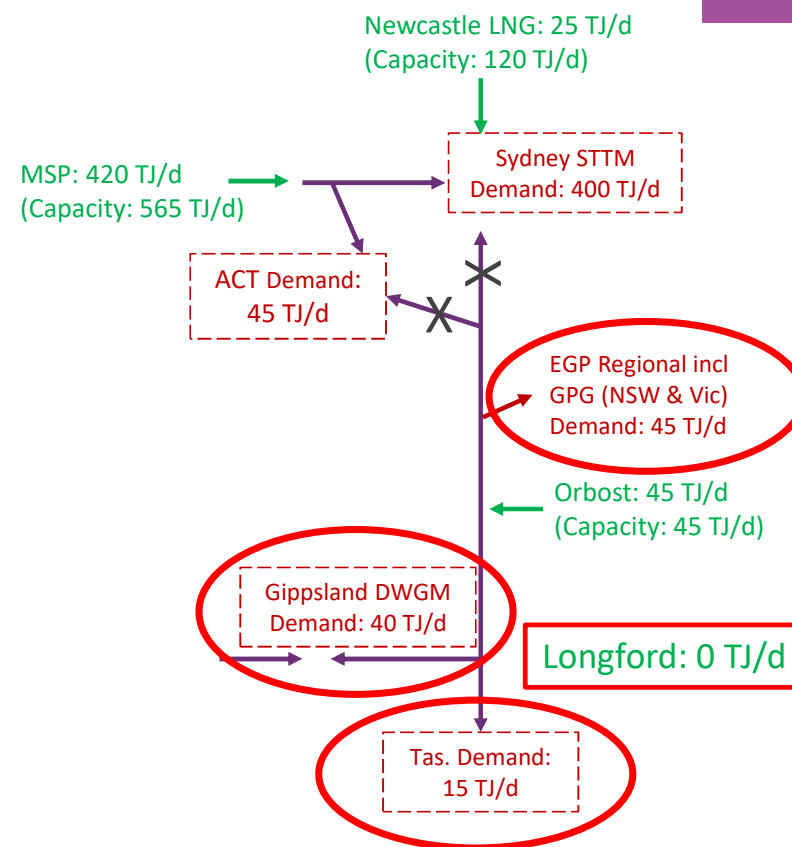 Newcastle LNG: 25 TJ/d
(Capacity: 120 TJ/d)
Sydney STTM
Demand: 400 TJ/d
MSP: 420 TJ/d
(Capacity: 565 TJ/d)
ACT Demand:
45 TJ/d
EGP Regional incl
GPG (NSW & Vic)
Demand: 45 TJ/d
Orbost: 45 TJ/d
(Capacity: 45 TJ/d)
Gippsland DWGM
Demand: 40 TJ/d
Longford: 0 TJ/d
Tas. Demand:
15 TJ/d